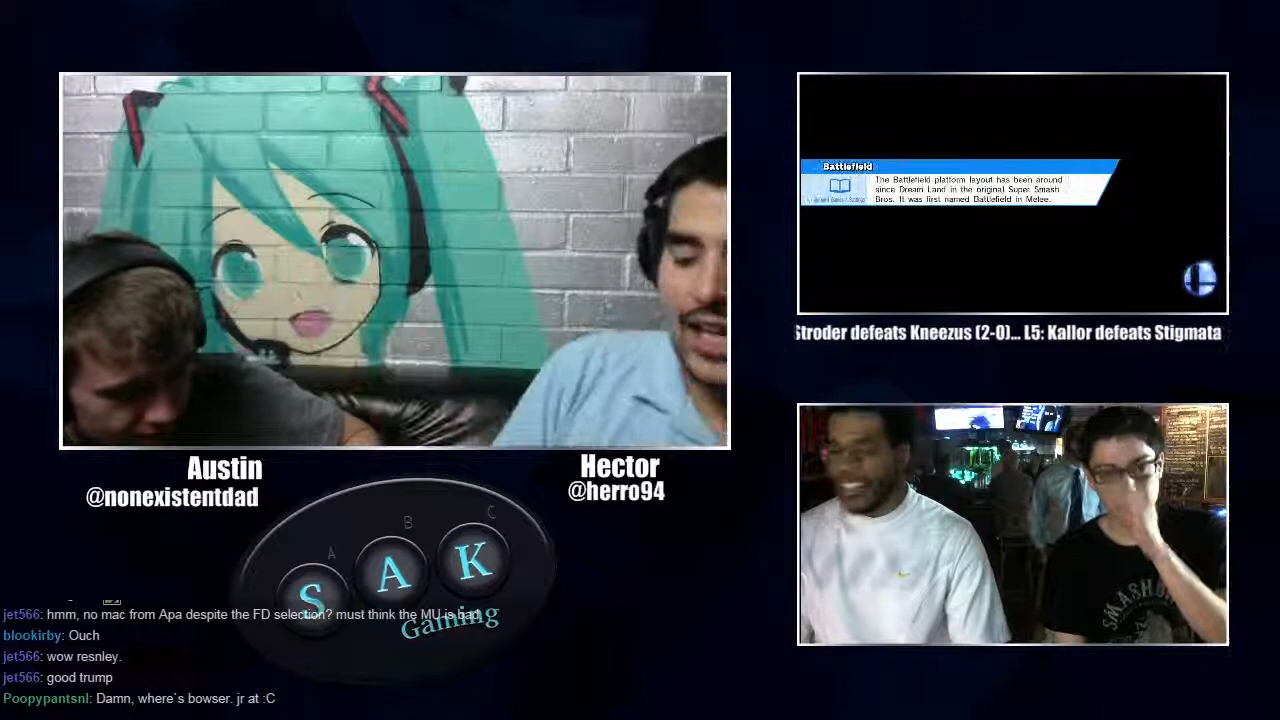 Battlefield
The Battlefield platform layout has been around
since Dream Land in the original Super Smash
Bros. It was first named Battlefield in Melee.
Stroder defeats Kneezus (2-0)... L5: Kallor defeats Stigmata
Austin
@nonexistentdad
Hector
@herro94
A B C
S A K
Gaming
jet566: hmm, no mac from Apa despite the FD selection? must think the MU is bad
blookirby: Ouch
jet566: wow resnley.
jet566: good trump
Poopypantsnl: Damn, where`s bowser. jr at :C
SMASH